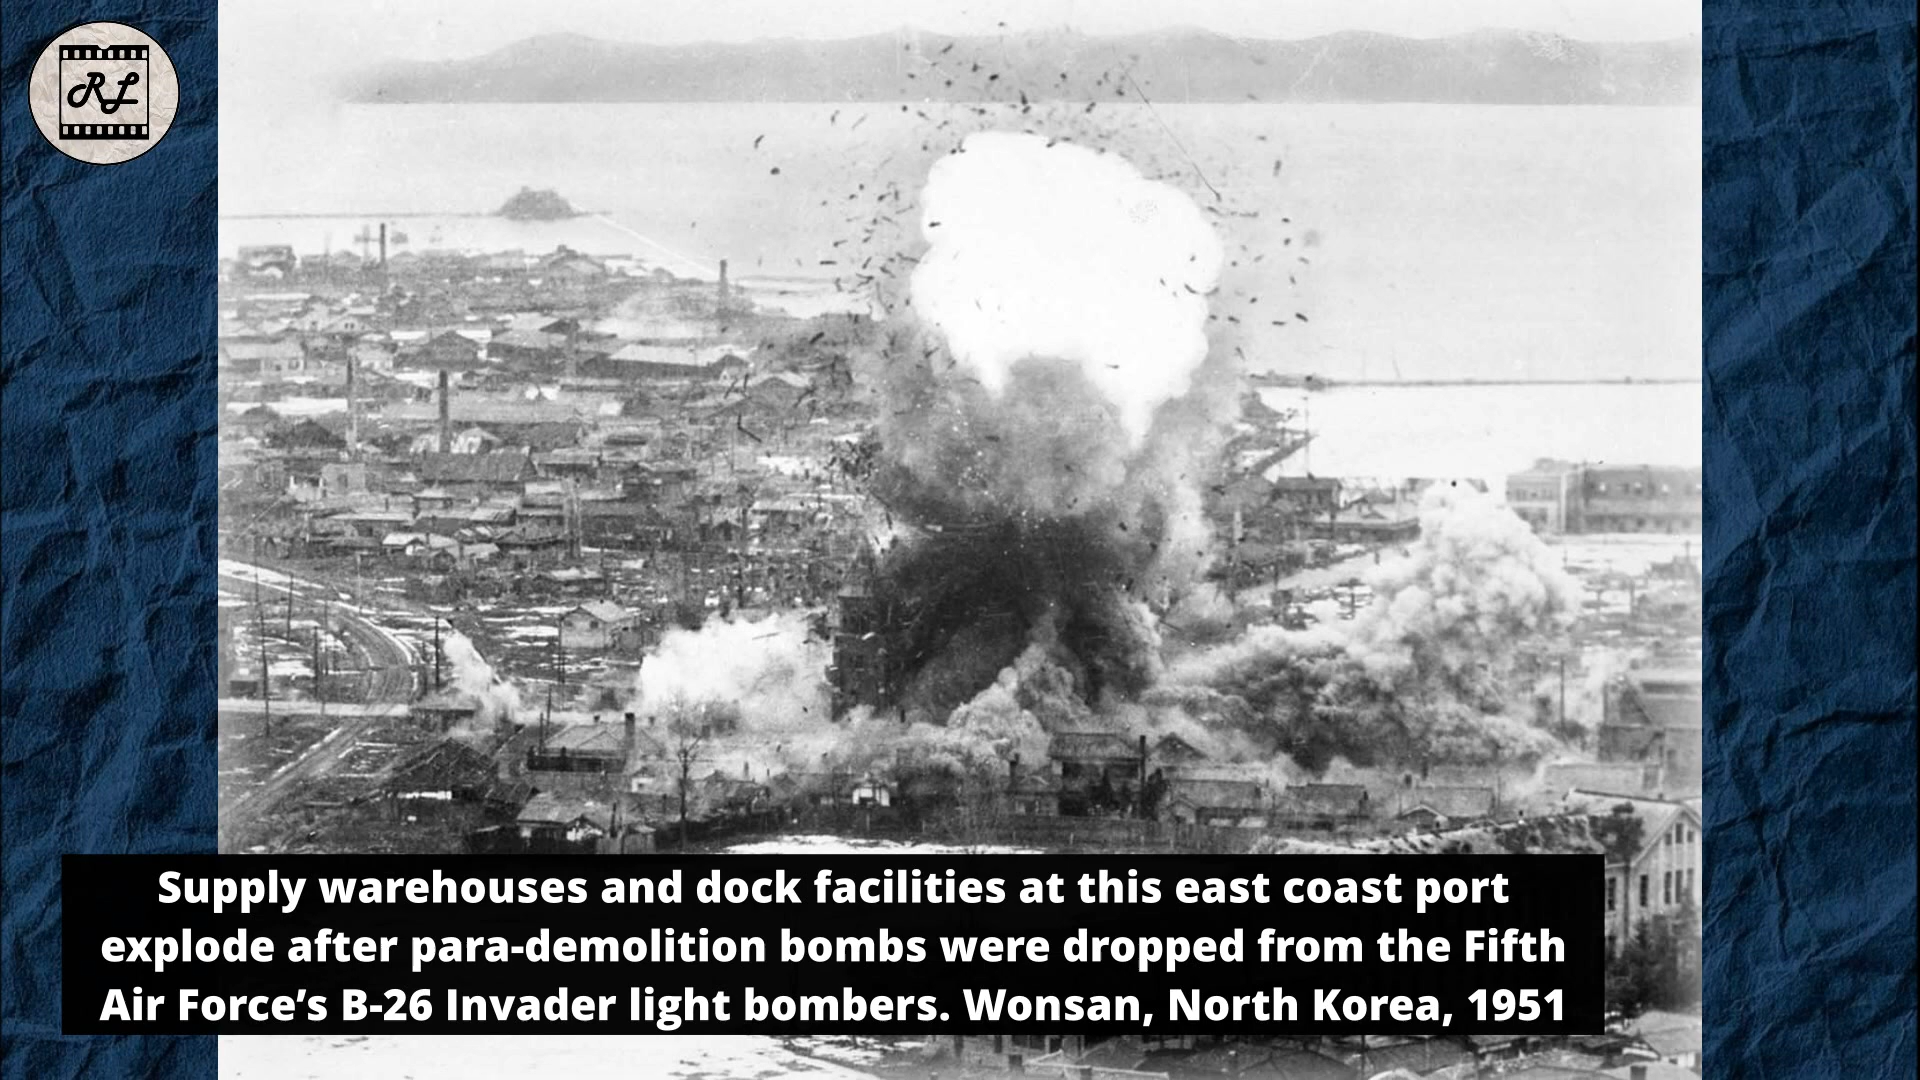 RL
Supply warehouses and dock facilities at this east coast port
explode after para-demolition bombs were dropped from the Fifth
Air Force’s B-26 Invader light bombers. Wonsan, North Korea, 1951